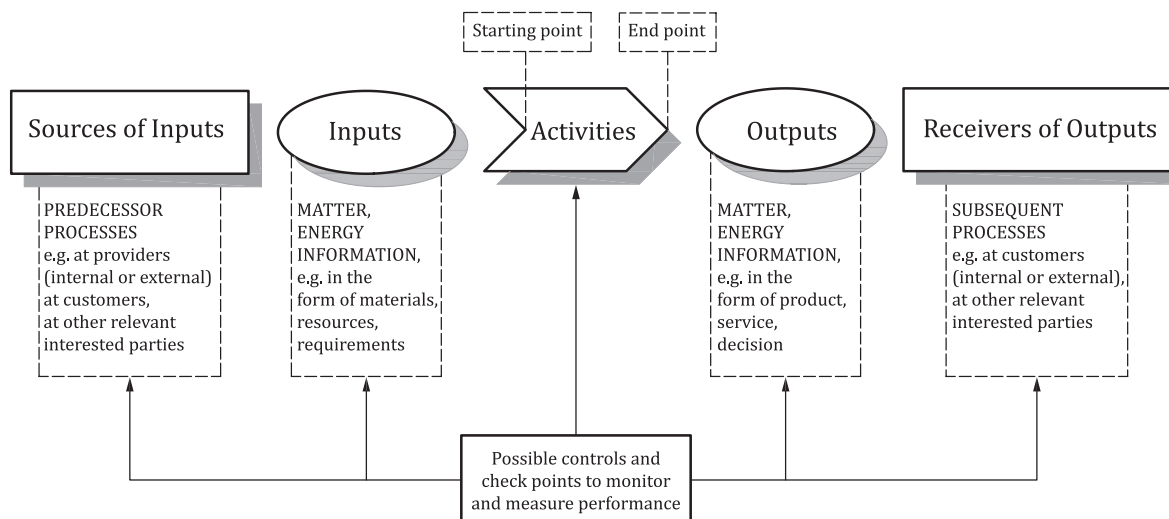 Starting point
End point
Sources of Inputs
Inputs
Activities
Outputs
Receivers of Outputs
PREDECESSOR
PROCESSES
e.g. at providers
(internal or external)
at customers,
at other relevant
interested parties
MATTER,
ENERGY
INFORMATION,
e.g. in the
form of materials,
resources,
requirements
MATTER,
ENERGY
INFORMATION,
e.g. in the
form of product,
service,
decision
SUBSEQUENT
PROCESSES
e.g. at customers
(internal or external),
at other relevant
interested parties
Possible controls and
check points to monitor
and measure performance